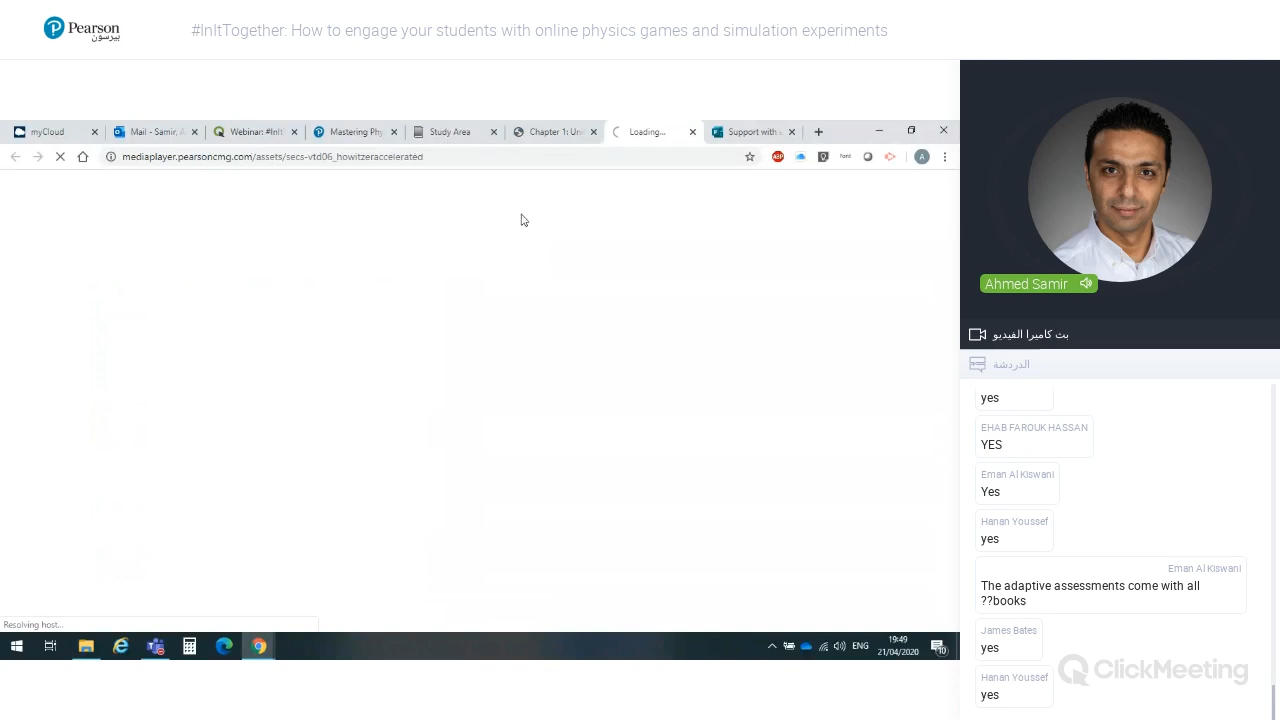 Pearson
بيرسون
#InItTogether: How to engage your students with online physics games and simulation experiments
myCloud
Mail - Samir, A
Webinar: #InIt
Mastering Phy
Study Area
Chapter 1: Uni
Loading...
Support with s
mediaplayer.pearsoncmg.com/assets/secs-vtd06_howitzeraccelerated
ABP
Font
A
Ahmed Samir
بث كاميرا الفيديو
الدردشة
yes
EHAB FAROUK HASSAN
YES
Eman Al Kiswani
Yes
Hanan Youssef
yes
Eman Al Kiswani
The adaptive assessments come with all
??books
James Bates
yes
Hanan Youssef
yes
ClickMeeting
Resolving host...
ENG
19:49
21/04/2020
10